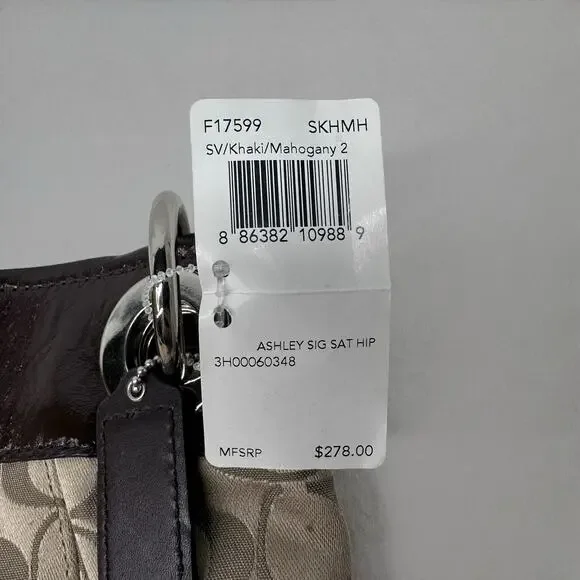 F17599 SKHMH
SV/Khaki/Mahogany 2
8 86382 10988 9
ASHLEY SIG SAT HIP
3H00060348
MFSRP $278.00